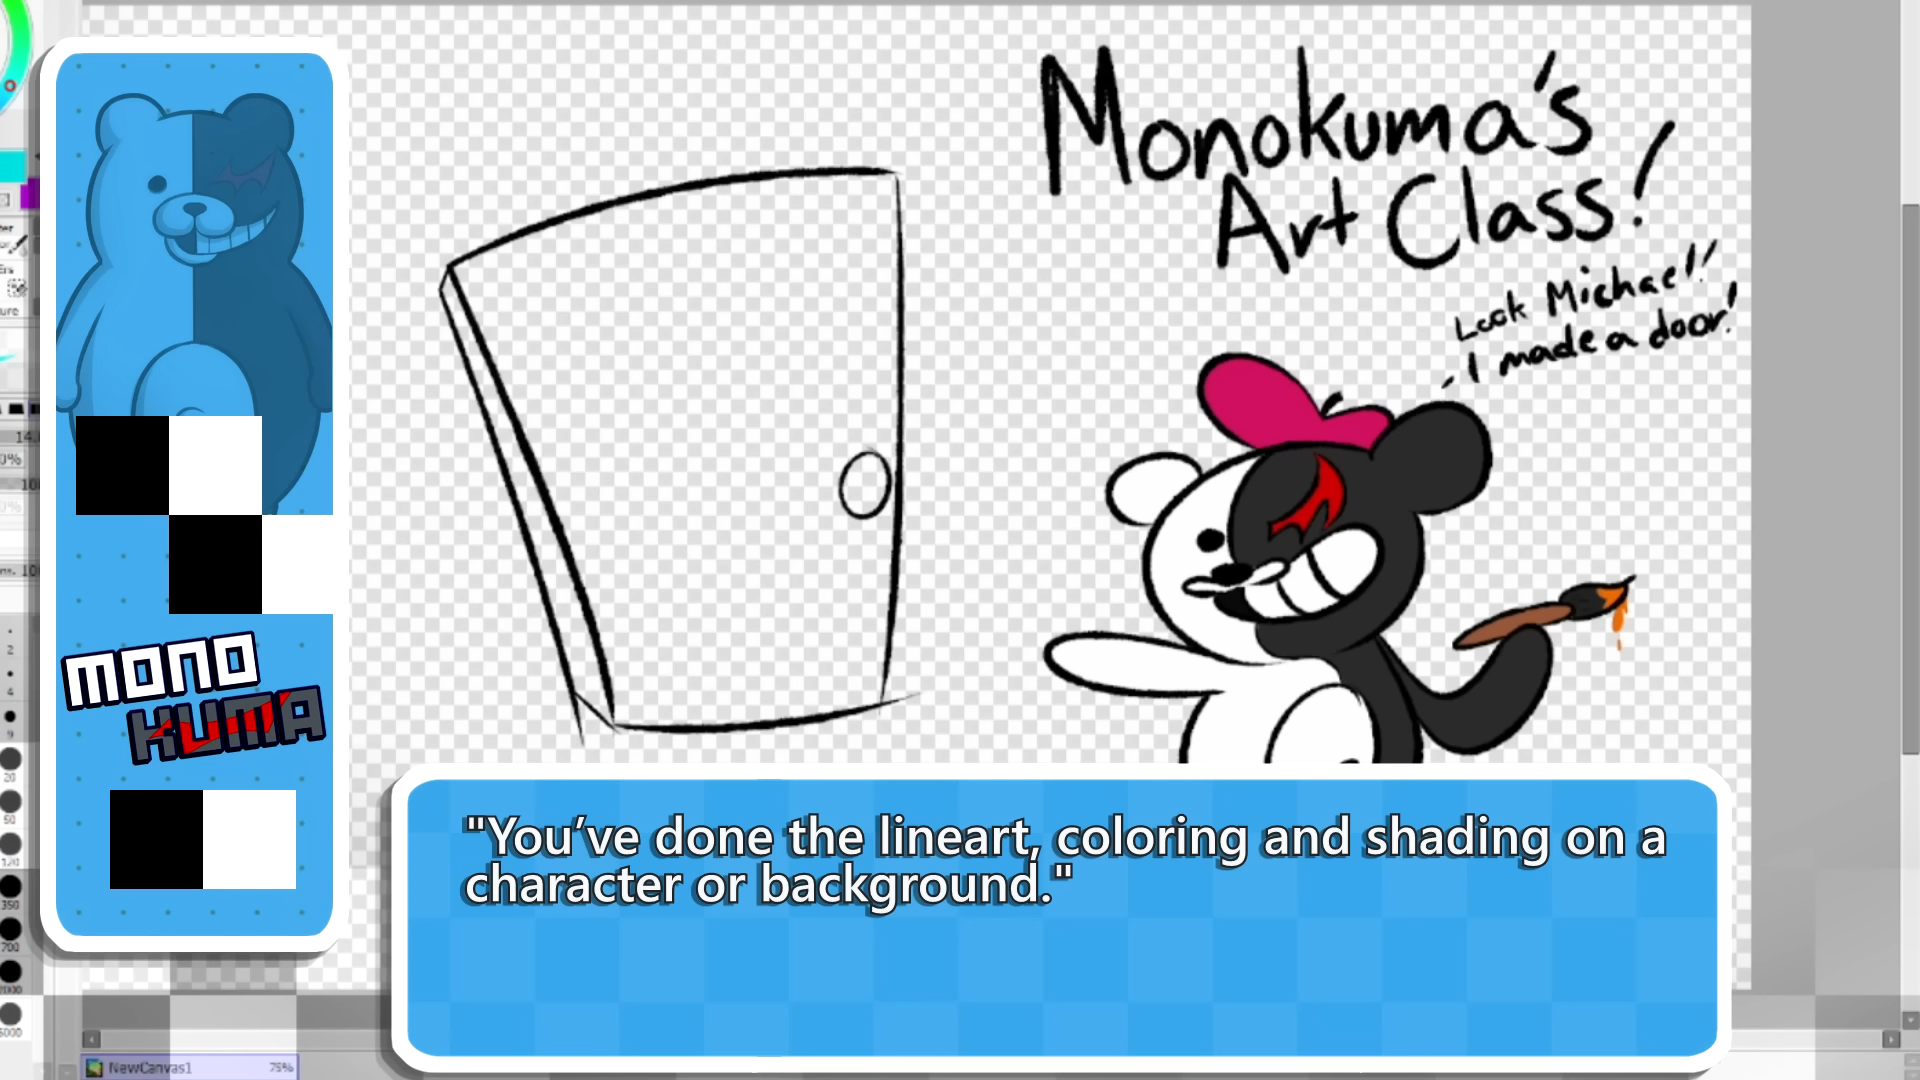 Monokuma's
Art Class!
Look Michael!!
I made a door!
MONO
KUMA
"You’ve done the lineart, coloring and shading on a
character or background."
NewCanvas1 75%